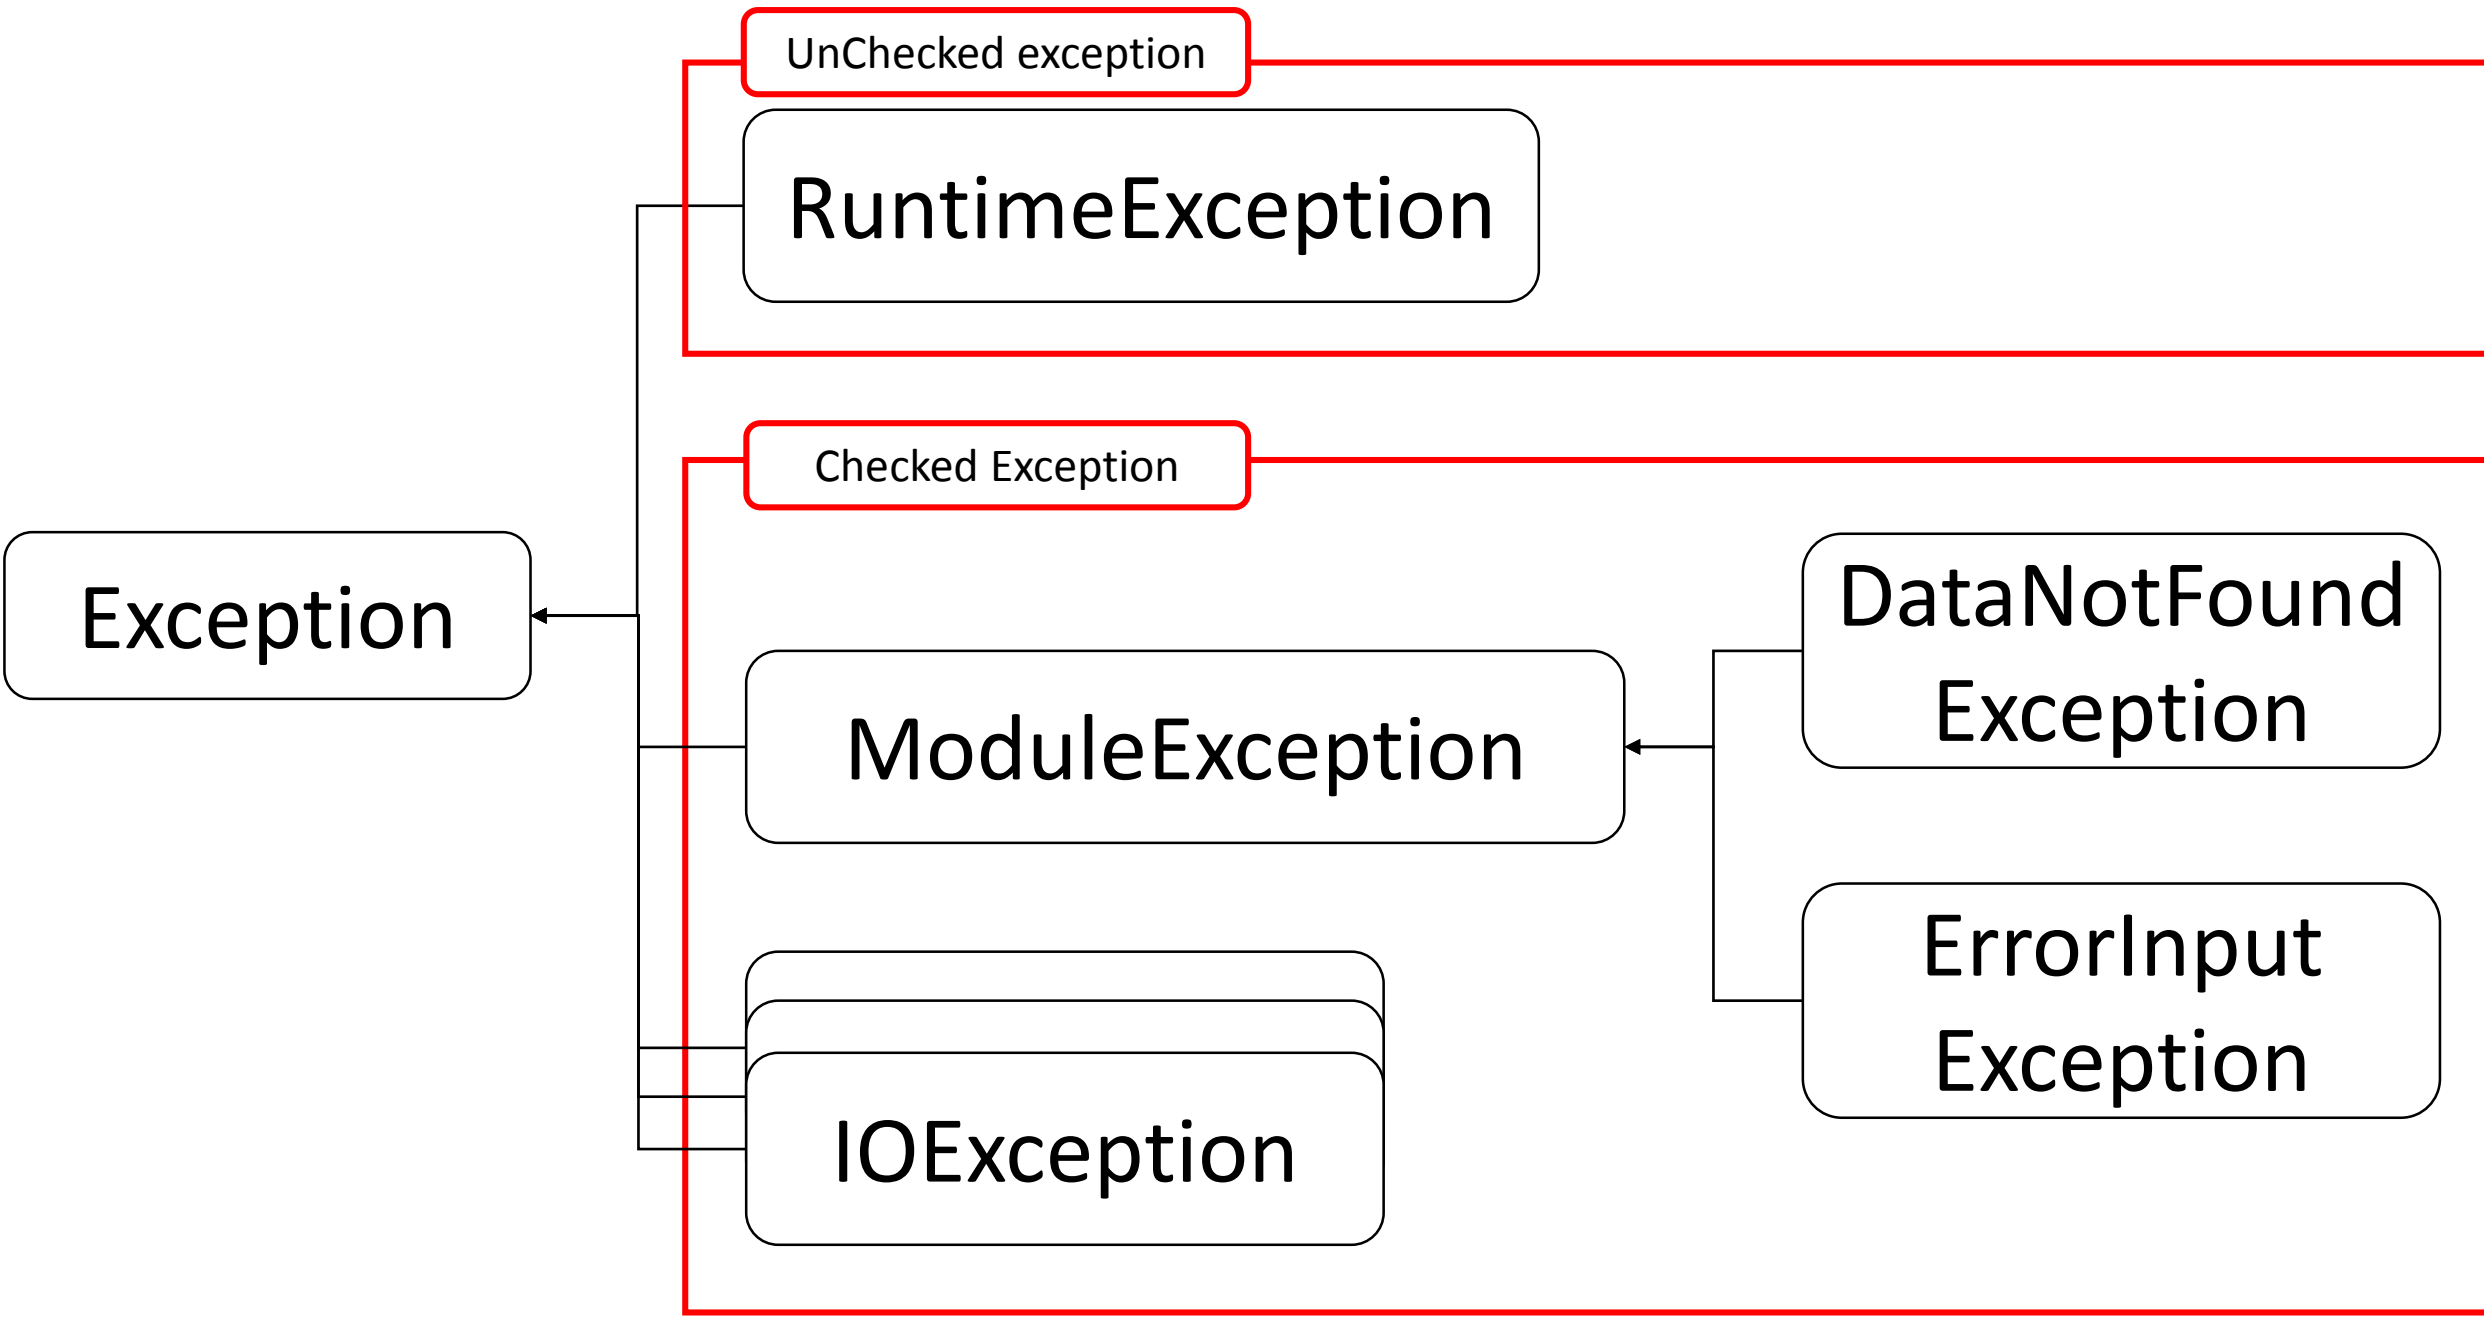 UnChecked exception
RuntimeException
Checked Exception
Exception
ModuleException
DataNotFound
Exception
ErrorInput
Exception
IOException